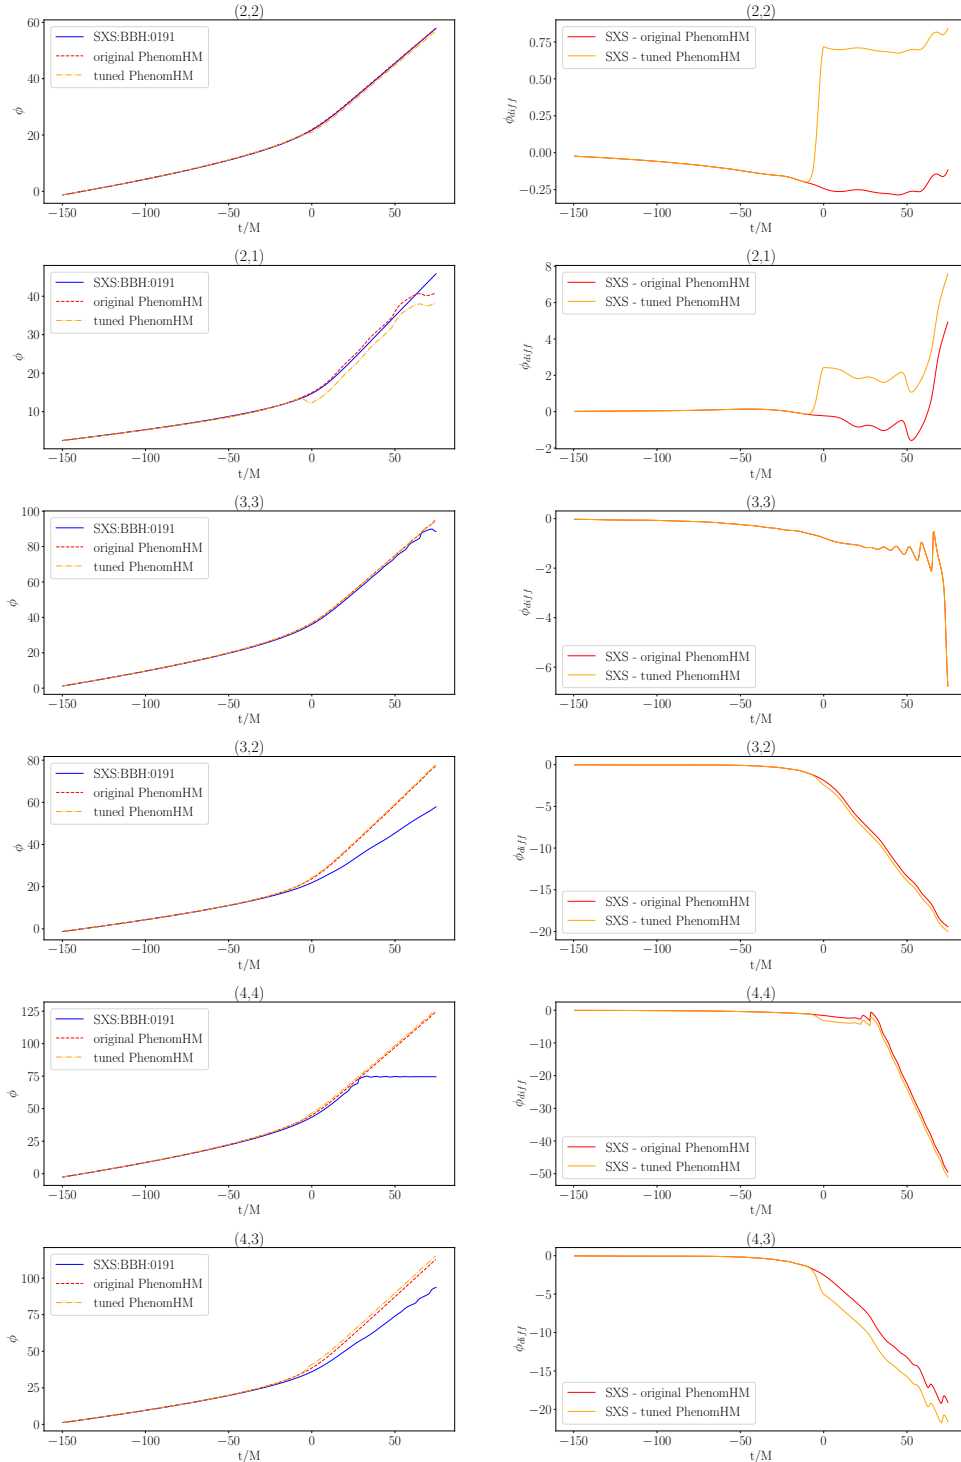 (2,2)
60
40
20
0
ϕ
SXS:BBH:0191
original PhenomHM
tuned PhenomHM
−150
−100
−50
0
50
t/M
(2,2)
0.75
0.50
0.25
0.00
−0.25
ϕdiff
SXS - original PhenomHM
SXS - tuned PhenomHM
−150
−100
−50
0
50
t/M
(2,1)
40
30
20
10
ϕ
SXS:BBH:0191
original PhenomHM
tuned PhenomHM
−150
−100
−50
0
50
t/M
(2,1)
8
6
4
2
0
−2
ϕdiff
SXS - original PhenomHM
SXS - tuned PhenomHM
−150
−100
−50
0
50
t/M
(3,3)
100
80
60
40
20
0
ϕ
SXS:BBH:0191
original PhenomHM
tuned PhenomHM
−150
−100
−50
0
50
t/M
(3,3)
0
−2
−4
−6
ϕdiff
SXS - original PhenomHM
SXS - tuned PhenomHM
−150
−100
−50
0
50
t/M
(3,2)
80
60
40
20
0
ϕ
SXS:BBH:0191
original PhenomHM
tuned PhenomHM
−150
−100
−50
0
50
t/M
(3,2)
0
−5
−10
−15
−20
ϕdiff
SXS - original PhenomHM
SXS - tuned PhenomHM
−150
−100
−50
0
50
t/M
(4,4)
125
100
75
50
25
0
ϕ
SXS:BBH:0191
original PhenomHM
tuned PhenomHM
−150
−100
−50
0
50
t/M
(4,4)
0
−10
−20
−30
−40
−50
ϕdiff
SXS - original PhenomHM
SXS - tuned PhenomHM
−150
−100
−50
0
50
t/M
(4,3)
100
75
50
25
0
ϕ
SXS:BBH:0191
original PhenomHM
tuned PhenomHM
−150
−100
−50
0
50
t/M
(4,3)
0
−5
−10
−15
−20
ϕdiff
SXS - original PhenomHM
SXS - tuned PhenomHM
−150
−100
−50
0
50
t/M